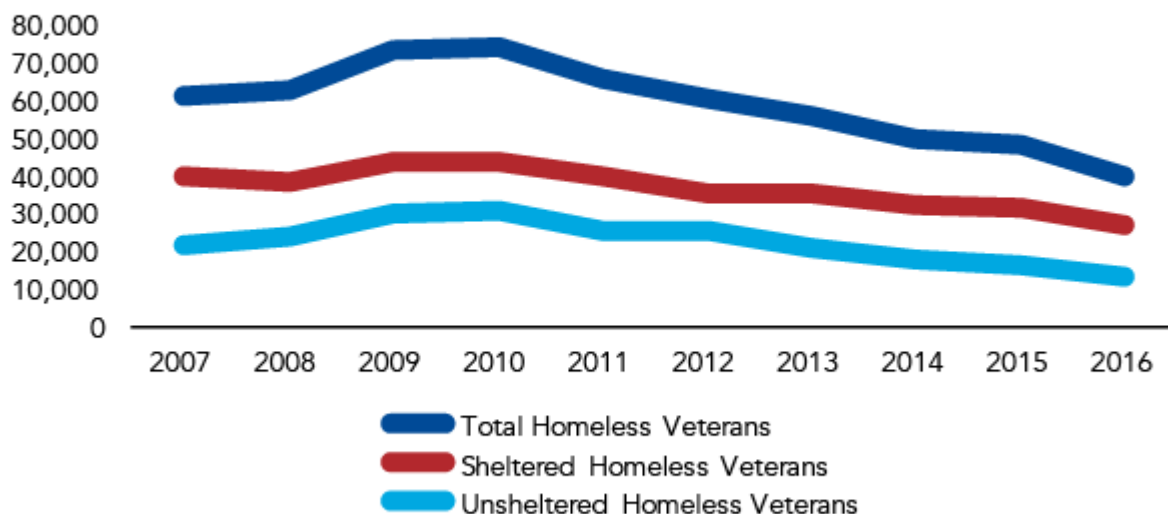 80,000
70,000
60,000
50,000
40,000
30,000
20,000
10,000
0
2007 2008 2009 2010 2011 2012 2013 2014 2015 2016
Total Homeless Veterans
Sheltered Homeless Veterans
Unsheltered Homeless Veterans